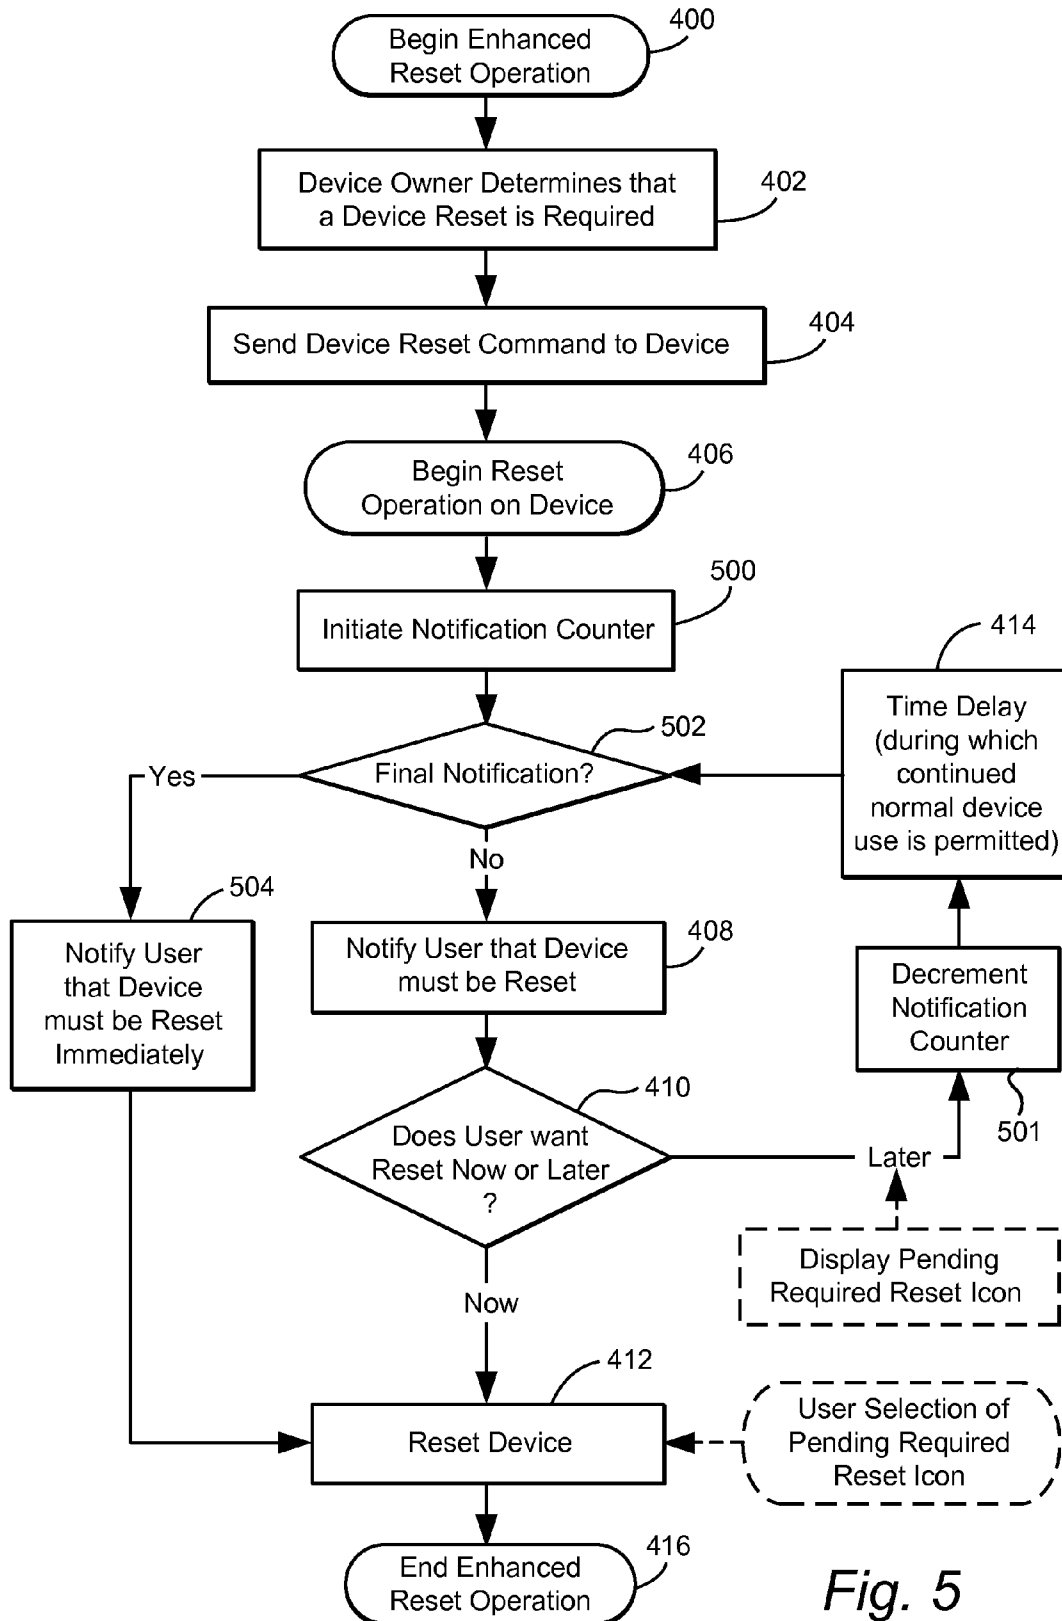 400
Begin Enhanced
Reset Operation
Device Owner Determines that
a Device Reset is Required
402
Send Device Reset Command to Device
404
Begin Reset
Operation on Device
406
500
Initiate Notification Counter
414
Time Delay
(during which
continued
normal device
use is permitted)
502
Final Notification?
Yes
No
504
Notify User
that Device
must be Reset
Immediately
408
Notify User that Device
must be Reset
Decrement
Notification
Counter
501
410
Does User want
Reset Now or Later
?
Later
Display Pending
Required Reset Icon
Now
412
Reset Device
User Selection of
Pending Required
Reset Icon
End Enhanced
Reset Operation
416
Fig. 5